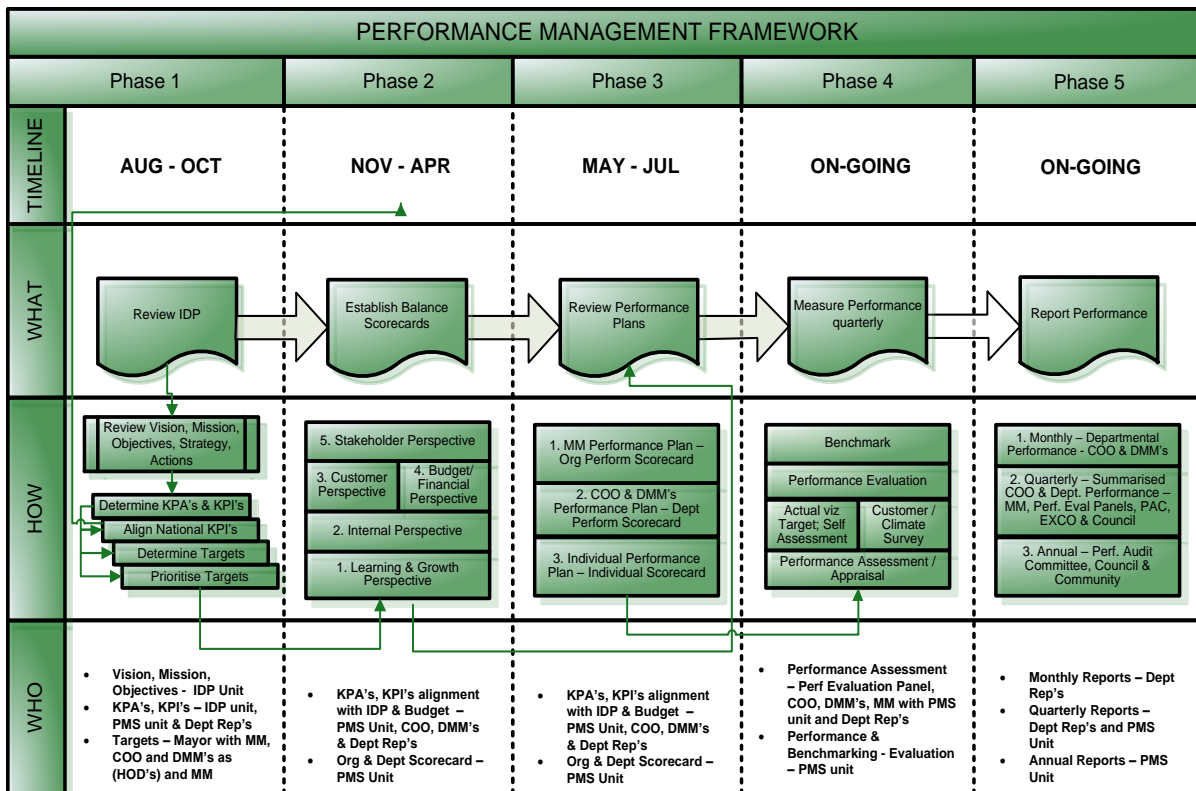 PERFORMANCE MANAGEMENT FRAMEWORK
Phase 1
Phase 2
Phase 3
Phase 4
Phase 5
TIMELINE
AUG - OCT
NOV - APR
MAY - JUL
ON-GOING
ON-GOING
WHAT
Review IDP
Establish Balance
Scorecards
Review Performance
Plans
Measure Performance
quarterly
Report Performance
HOW
Review Vision, Mission,
Objectives, Strategy,
Actions
Determine KPA's & KPI's
Align National KPI's
Determine Targets
Prioritise Targets
5. Stakeholder Perspective
3. Customer
Perspective
4. Budget/
Financial
Perspective
2. Internal Perspective
1. Learning & Growth
Perspective
1. MM Performance Plan –
Org Perform Scorecard
2. COO & DMM's
Performance Plan – Dept
Perform Scorecard
3. Individual Performance
Plan – Individual Scorecard
Benchmark
Performance Evaluation
Actual viz
Target; Self
Assessment
Customer /
Climate
Survey
Performance Assessment /
Appraisal
1. Monthly – Departmental
Performance - COO & DMM's
2. Quarterly – Summarised
COO & Dept. Performance –
MM, Perf. Eval Panels, PAC,
EXCO & Council
3. Annual – Perf. Audit
Committee, Council &
Community
WHO
• Vision, Mission,
Objectives - IDP Unit
• KPA's, KPI's – IDP unit,
PMS unit & Dept Rep's
• Targets – Mayor with MM,
COO and DMM's as
(HOD's) and MM
• KPA's, KPI's alignment
with IDP & Budget –
PMS Unit, COO, DMM's
& Dept Rep's
• Org & Dept Scorecard –
PMS Unit
• KPA's, KPI's alignment
with IDP & Budget –
PMS Unit, COO, DMM's
& Dept Rep's
• Org & Dept Scorecard –
PMS Unit
• Performance Assessment
– Perf Evaluation Panel,
COO, DMM's, MM with PMS
unit and Dept Rep's
• Performance &
Benchmarking - Evaluation
– PMS unit
• Monthly Reports – Dept
Rep's
• Quarterly Reports –
Dept Rep's and PMS
Unit
• Annual Reports – PMS
Unit